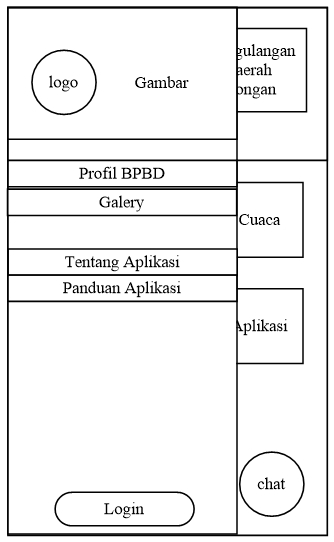 logo
Gambar
gulangan
aerah
ongan
Profil BPBD
Galery
Cuaca
Tentang Aplikasi
Panduan Aplikasi
Aplikasi
Login
chat